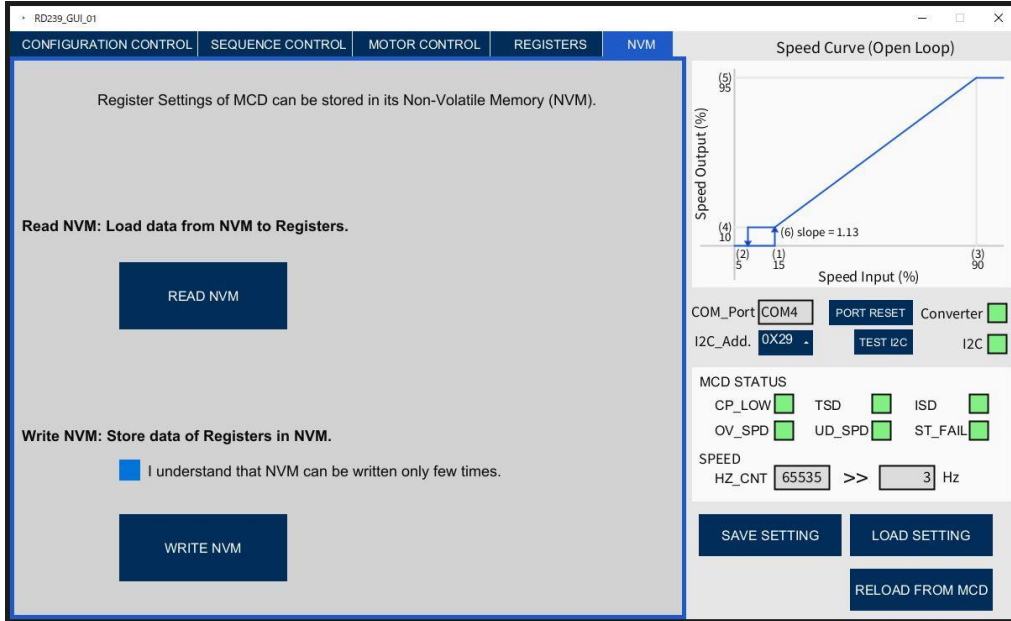 RD239_GUI_01
CONFIGURATION CONTROL SEQUENCE CONTROL MOTOR CONTROL REGISTERS NVM
Register Settings of MCD can be stored in its Non-Volatile Memory (NVM).
Read NVM: Load data from NVM to Registers.
READ NVM
Write NVM: Store data of Registers in NVM.
I understand that NVM can be written only few times.
WRITE NVM
Speed Curve (Open Loop)
(5)
95
Speed Output (%)
(4)
10
(6) slope = 1.13
(2) (1) (3)
5 15 90
Speed Input (%)
COM_Port COM4 PORT RESET Converter
I2C_Add. 0X29 TEST I2C I2C
MCD STATUS
CP_LOW TSD ISD
OV_SPD UD_SPD ST_FAIL
SPEED
HZ_CNT 65535 >> 3 Hz
SAVE SETTING LOAD SETTING
RELOAD FROM MCD